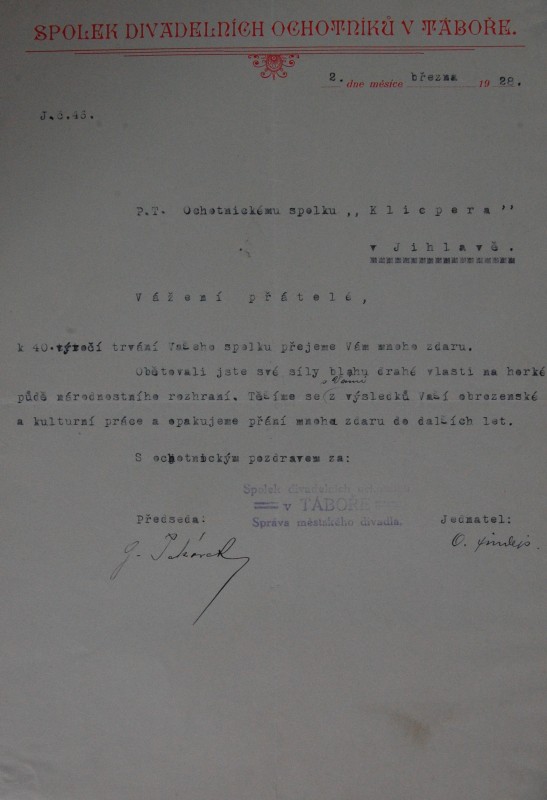 SPOLEK DIVADELNÍCH OCHOTNÍKŮ V TÁBOŘE.
2. dne měsíce března 1928.
J.č.46.
P.T. Ochotnickému spolku ,,Klicpera''
v Jihlavě.
Vážení přátelé,
k 40.výročí trvání Vašeho spolku přejeme Vám mnoho zdaru.
Obětovali jste své síly blahu drahé vlasti na horké
půdě národnostního rozhraní. Těšíme se s Vámi z výsledků Vaší obrozenské
a kulturní práce a opakujeme přání mnoho zdaru do dalších let.
S ochotnickým pozdravem za:
Spolek divadelních ochotníků
v TÁBOŘE
Správa městského divadla.
Předseda: Jednatel: